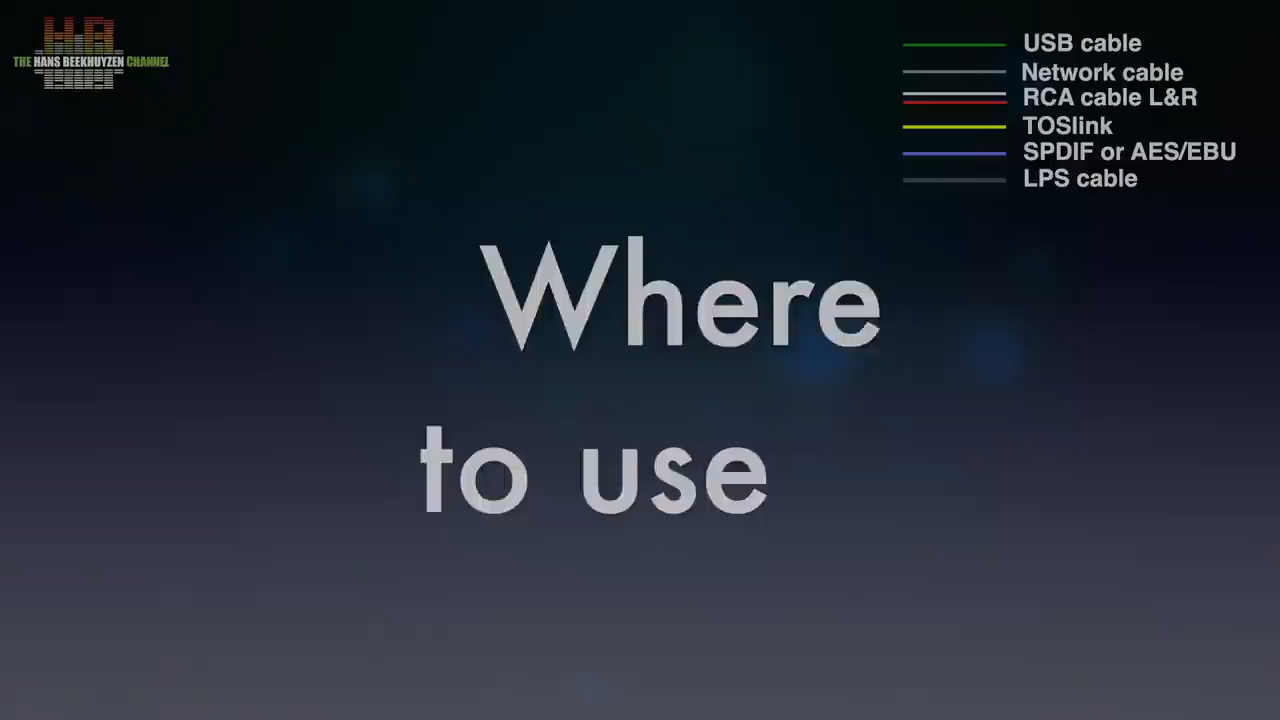 THE HANS BEEKHUYZEN CHANNEL
USB cable
Network cable
RCA cable L&R
TOSlink
SPDIF or AES/EBU
LPS cable
Where
to use